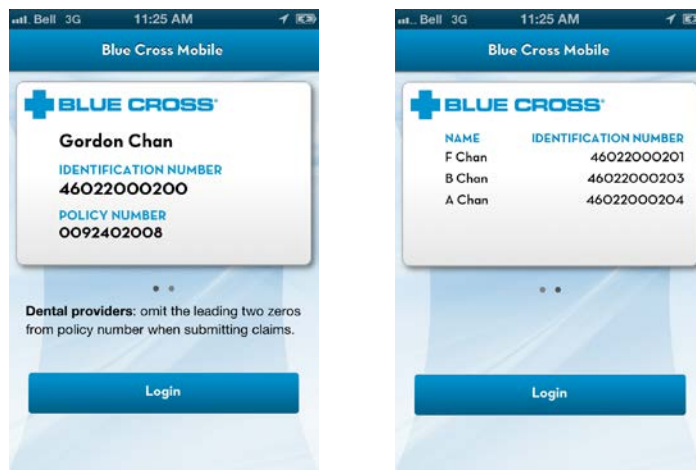 Bell 3G 11:25 AM
Blue Cross Mobile
BLUE CROSS®
Gordon Chan
IDENTIFICATION NUMBER
46022000200
POLICY NUMBER
0092402008
Dental providers: omit the leading two zeros
from policy number when submitting claims.
Login
Bell 3G 11:25 AM
Blue Cross Mobile
BLUE CROSS®
NAME IDENTIFICATION NUMBER
F Chan 46022000201
B Chan 46022000203
A Chan 46022000204
Login